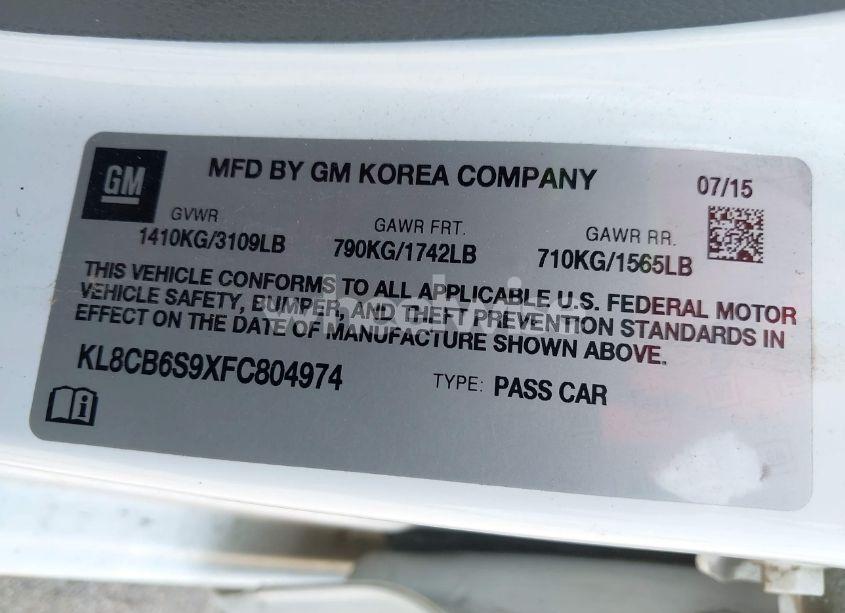 GM
MFD BY GM KOREA COMPANY
07/15
GVWR
1410KG/3109LB
GAWR FRT.
790KG/1742LB
GAWR RR.
710KG/1565LB
THIS VEHICLE CONFORMS TO ALL APPLICABLE U.S. FEDERAL MOTOR
VEHICLE SAFETY, BUMPER, AND THEFT PREVENTION STANDARDS IN
EFFECT ON THE DATE OF MANUFACTURE SHOWN ABOVE.
KL8CB6S9XFC804974
TYPE: PASS CAR